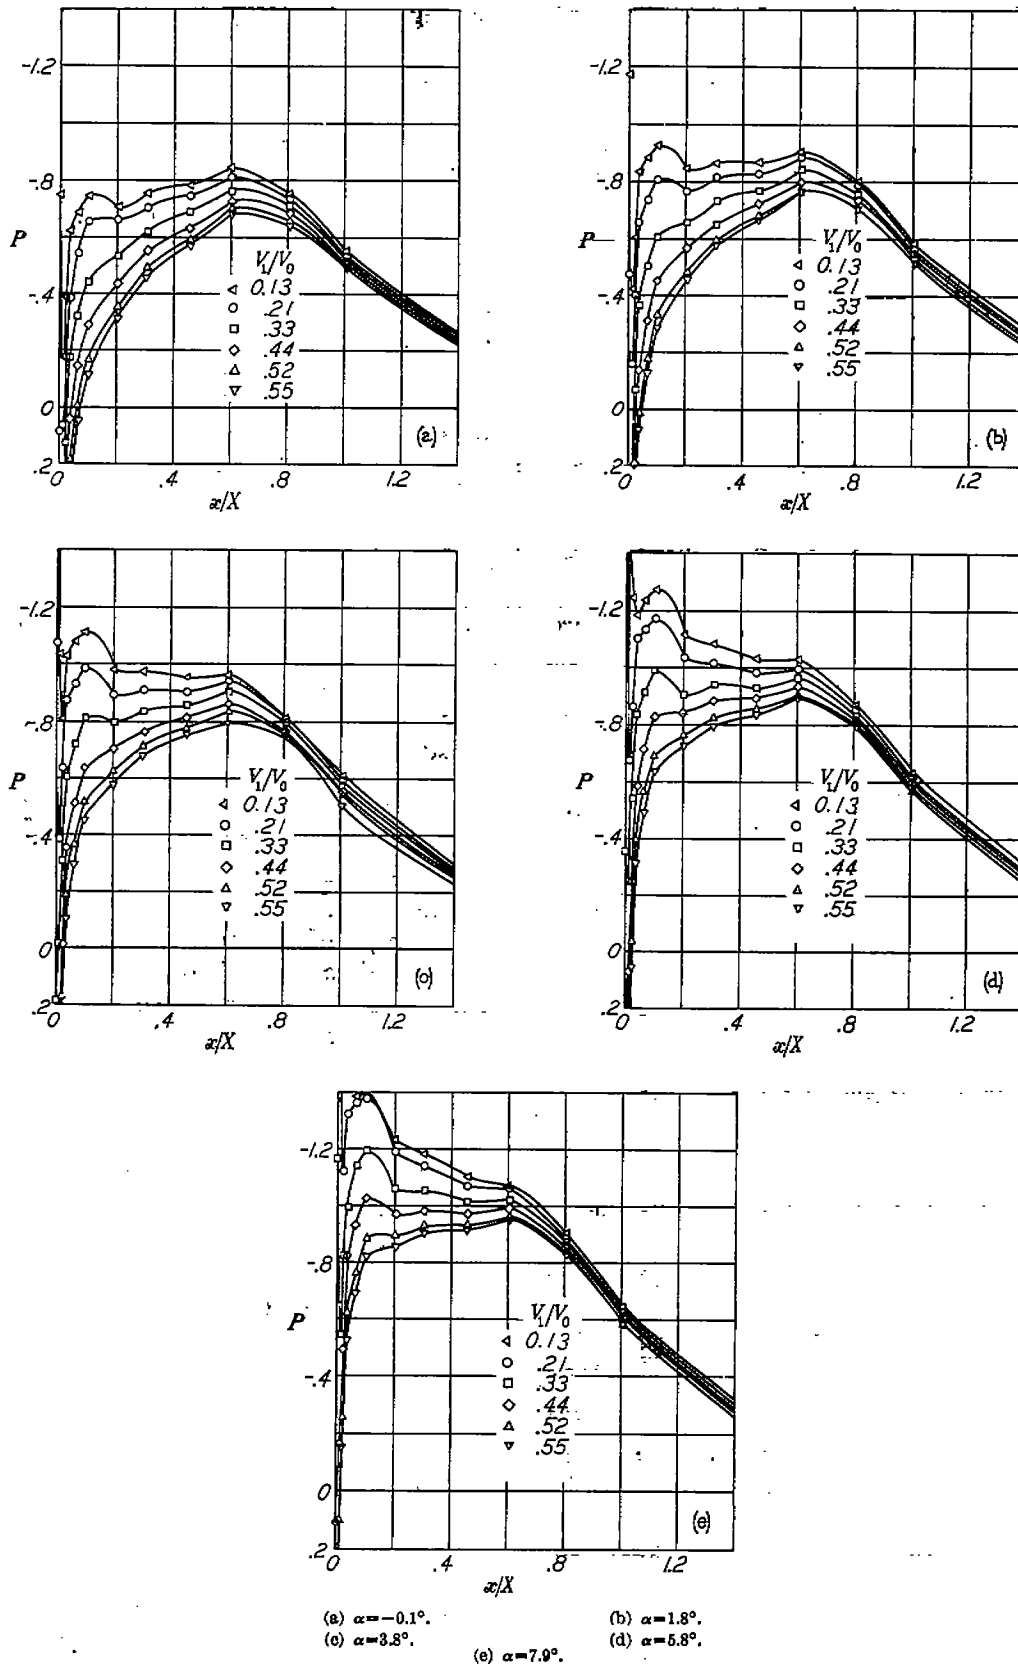 -1.2
-.8
P
-.4
0
.2
V₁/V₀
0.13
.21
.33
.44
.52
.55
(a)
0 .4 .8 1.2
x/X
-1.2
-.8
P
-.4
0
.2
V₁/V₀
0.13
.21
.33
.44
.52
.55
(b)
0 .4 .8 1.2
x/X
-1.2
-.8
P
-.4
0
.2
V₁/V₀
0.13
.21
.33
.44
.52
.55
(c)
0 .4 .8 1.2
x/X
-1.2
-.8
P
-.4
0
.2
V₁/V₀
0.13
.21
.33
.44
.52
.55
(d)
0 .4 .8 1.2
x/X
-1.2
-.8
P
-.4
0
.2
V₁/V₀
0.13
.21
.33
.44
.52
.55
(e)
0 .4 .8 1.2
x/X
(a) α=-0.1°. (b) α=1.8°.
(c) α=3.8°. (d) α=5.8°.
(e) α=7.9°.